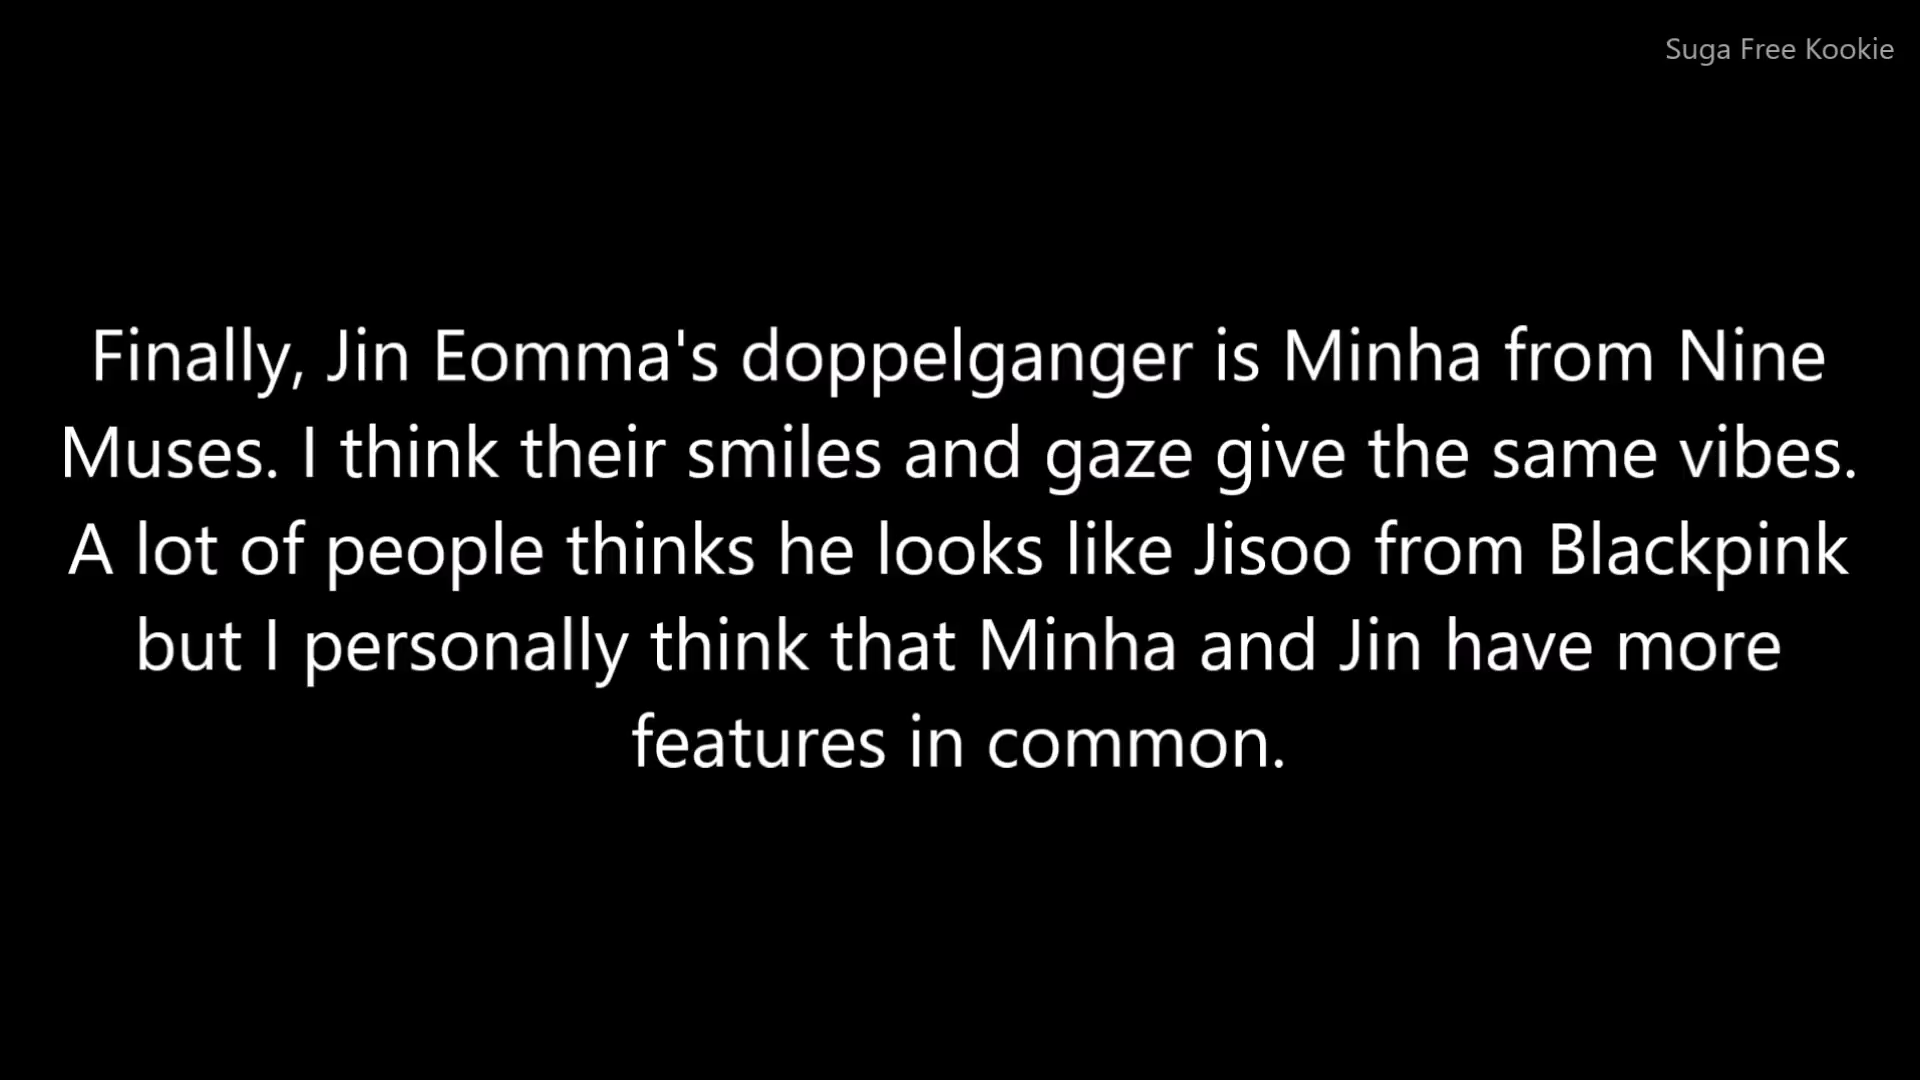 Suga Free Kookie
Finally, Jin Eomma's doppelganger is Minha from Nine
Muses. I think their smiles and gaze give the same vibes.
A lot of people thinks he looks like Jisoo from Blackpink
but I personally think that Minha and Jin have more
features in common.